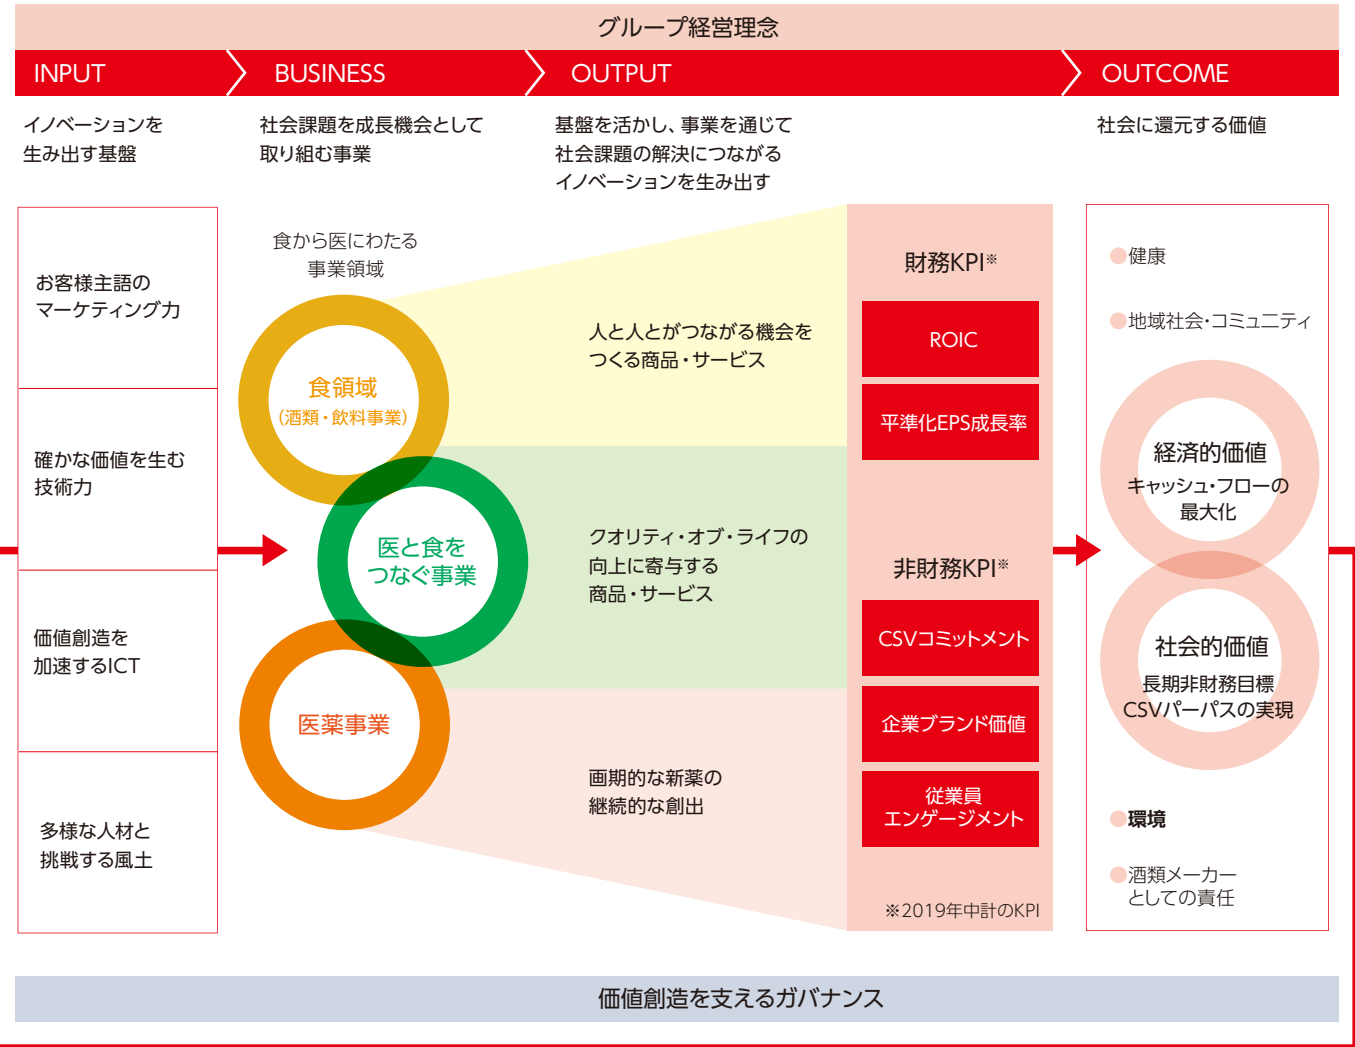 グループ経営理念
INPUT
BUSINESS
OUTPUT
OUTCOME
イノベーションを
生み出す基盤
社会課題を成長機会として
取り組む事業
基盤を活かし、事業を通じて
社会課題の解決につながる
イノベーションを生み出す
社会に還元する価値
お客様主語の
マーケティング力
確かな価値を生む
技術力
価値創造を
加速するICT
多様な人材と
挑戦する風土
食から医にわたる
事業領域
食領域
(酒類・飲料事業)
医と食を
つなぐ事業
医薬事業
人と人とがつながる機会を
つくる商品・サービス
クオリティ・オブ・ライフの
向上に寄与する
商品・サービス
画期的な新薬の
継続的な創出
財務KPI※
ROIC
平準化EPS成長率
非財務KPI※
CSVコミットメント
企業ブランド価値
従業員
エンゲージメント
※2019年中計のKPI
●健康
●地域社会・コミュニティ
経済的価値
キャッシュ・フローの
最大化
社会的価値
長期非財務目標
CSVパーパスの実現
●環境
●酒類メーカー
としての責任
価値創造を支えるガバナンス